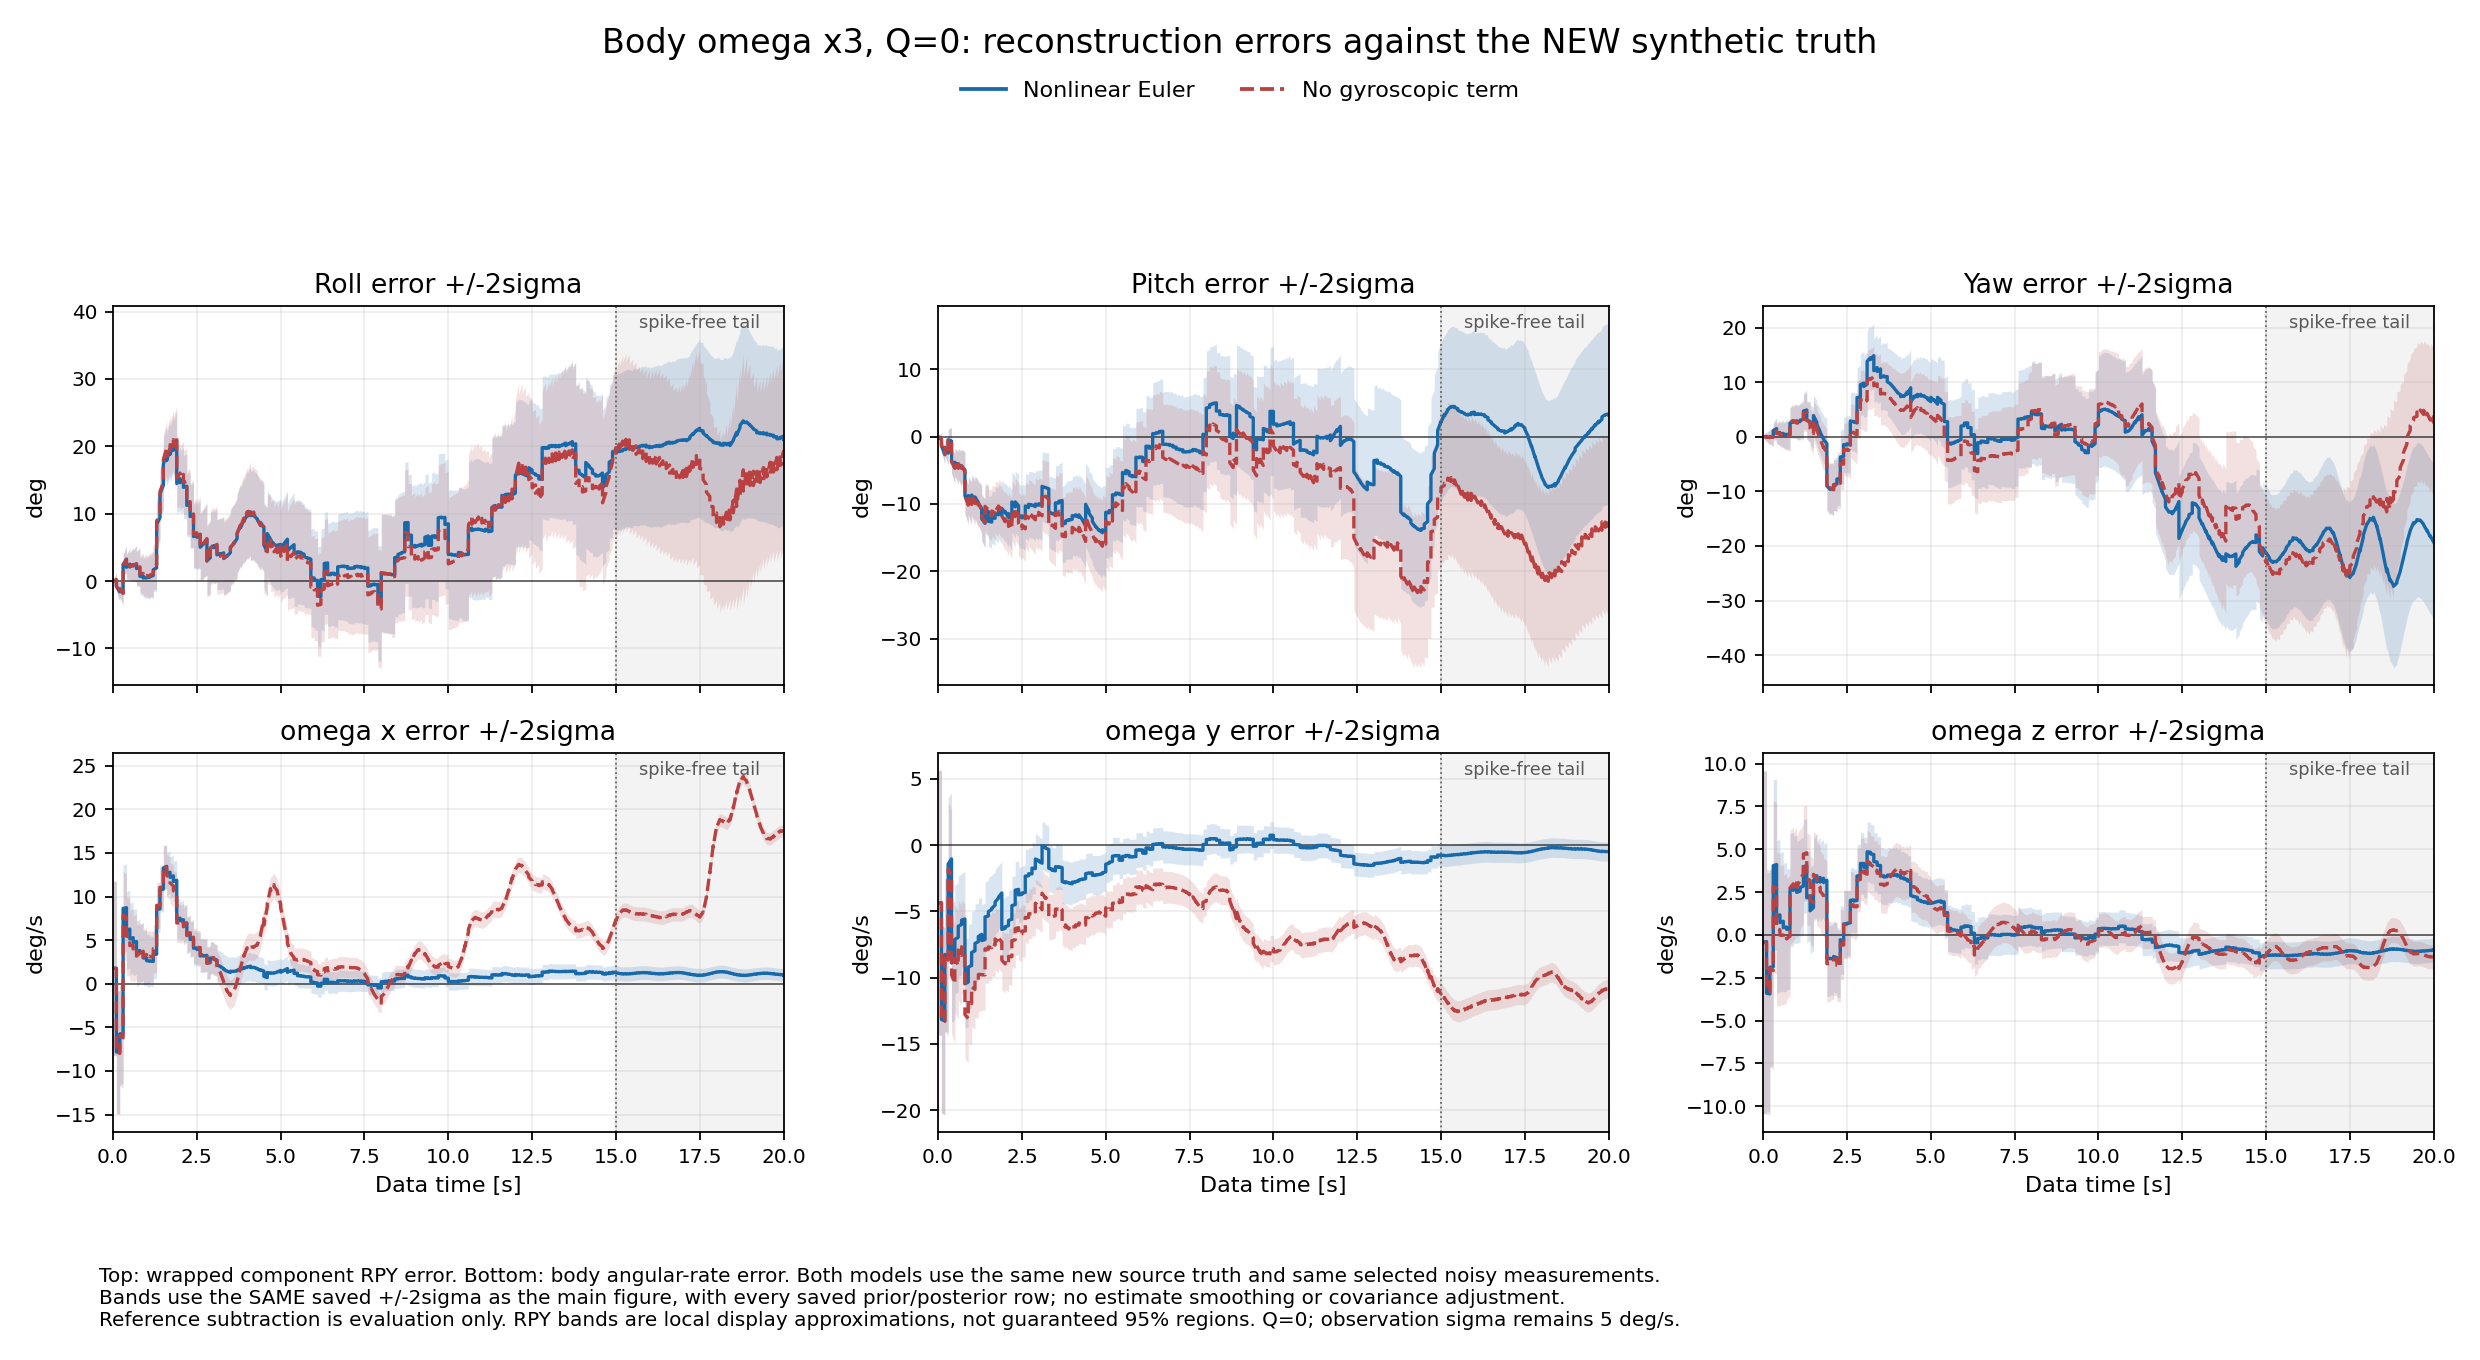 Body omega x3, Q=0: reconstruction errors against the NEW synthetic truth
Nonlinear Euler
No gyroscopic term
Roll error +/-2sigma
40
30
20
10
0
−10
deg
spike-free tail
Pitch error +/-2sigma
10
0
−10
−20
−30
deg
spike-free tail
Yaw error +/-2sigma
20
10
0
−10
−20
−30
−40
deg
spike-free tail
omega x error +/-2sigma
25
20
15
10
5
0
−5
−10
−15
deg/s
spike-free tail
0.0 2.5 5.0 7.5 10.0 12.5 15.0 17.5 20.0
Data time [s]
omega y error +/-2sigma
5
0
−5
−10
−15
−20
deg/s
spike-free tail
0.0 2.5 5.0 7.5 10.0 12.5 15.0 17.5 20.0
Data time [s]
omega z error +/-2sigma
10.0
7.5
5.0
2.5
0.0
−2.5
−5.0
−7.5
−10.0
deg/s
spike-free tail
0.0 2.5 5.0 7.5 10.0 12.5 15.0 17.5 20.0
Data time [s]
Top: wrapped component RPY error. Bottom: body angular-rate error. Both models use the same new source truth and same selected noisy measurements.
Bands use the SAME saved +/-2sigma as the main figure, with every saved prior/posterior row; no estimate smoothing or covariance adjustment.
Reference subtraction is evaluation only. RPY bands are local display approximations, not guaranteed 95% regions. Q=0; observation sigma remains 5 deg/s.